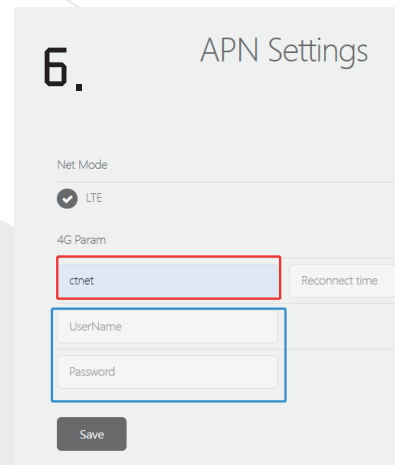 6.
APN Settings
Net Mode
LTE
4G Param
ctnet
Reconnect time
UserName
Password
Save